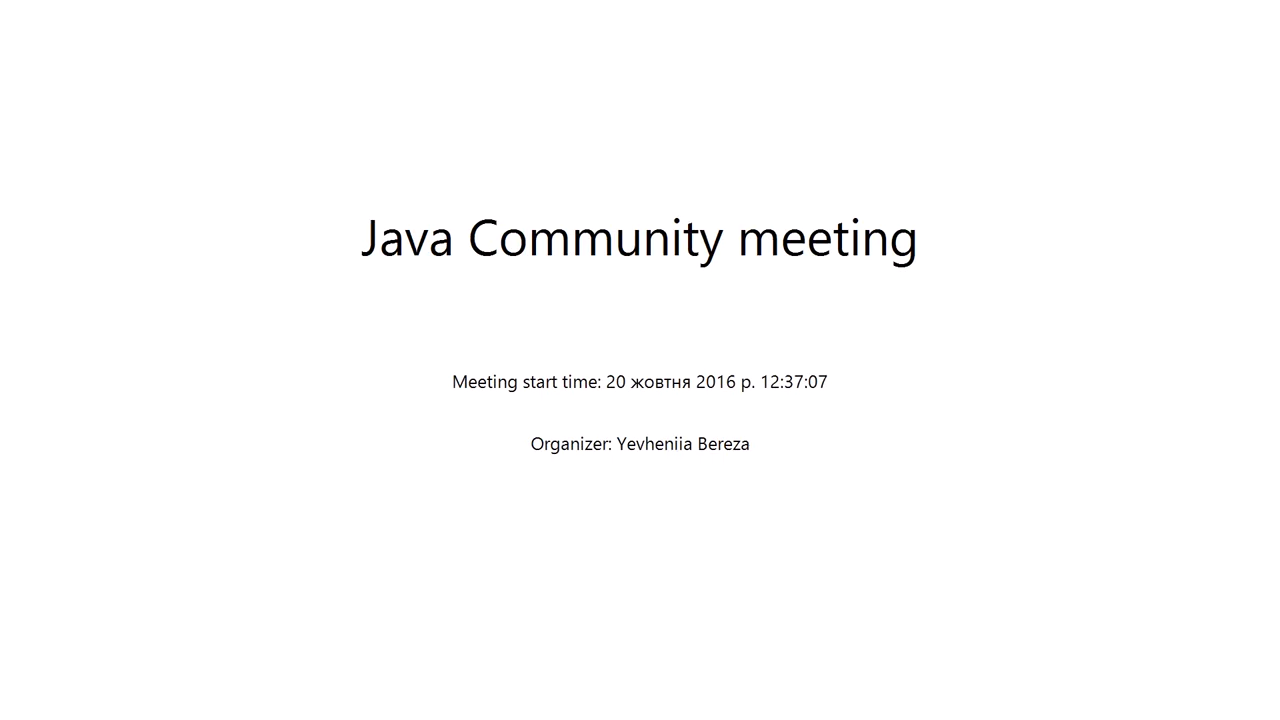 Java Community meeting
Meeting start time: 20 жовтня 2016 р. 12:37:07
Organizer: Yevheniia Bereza